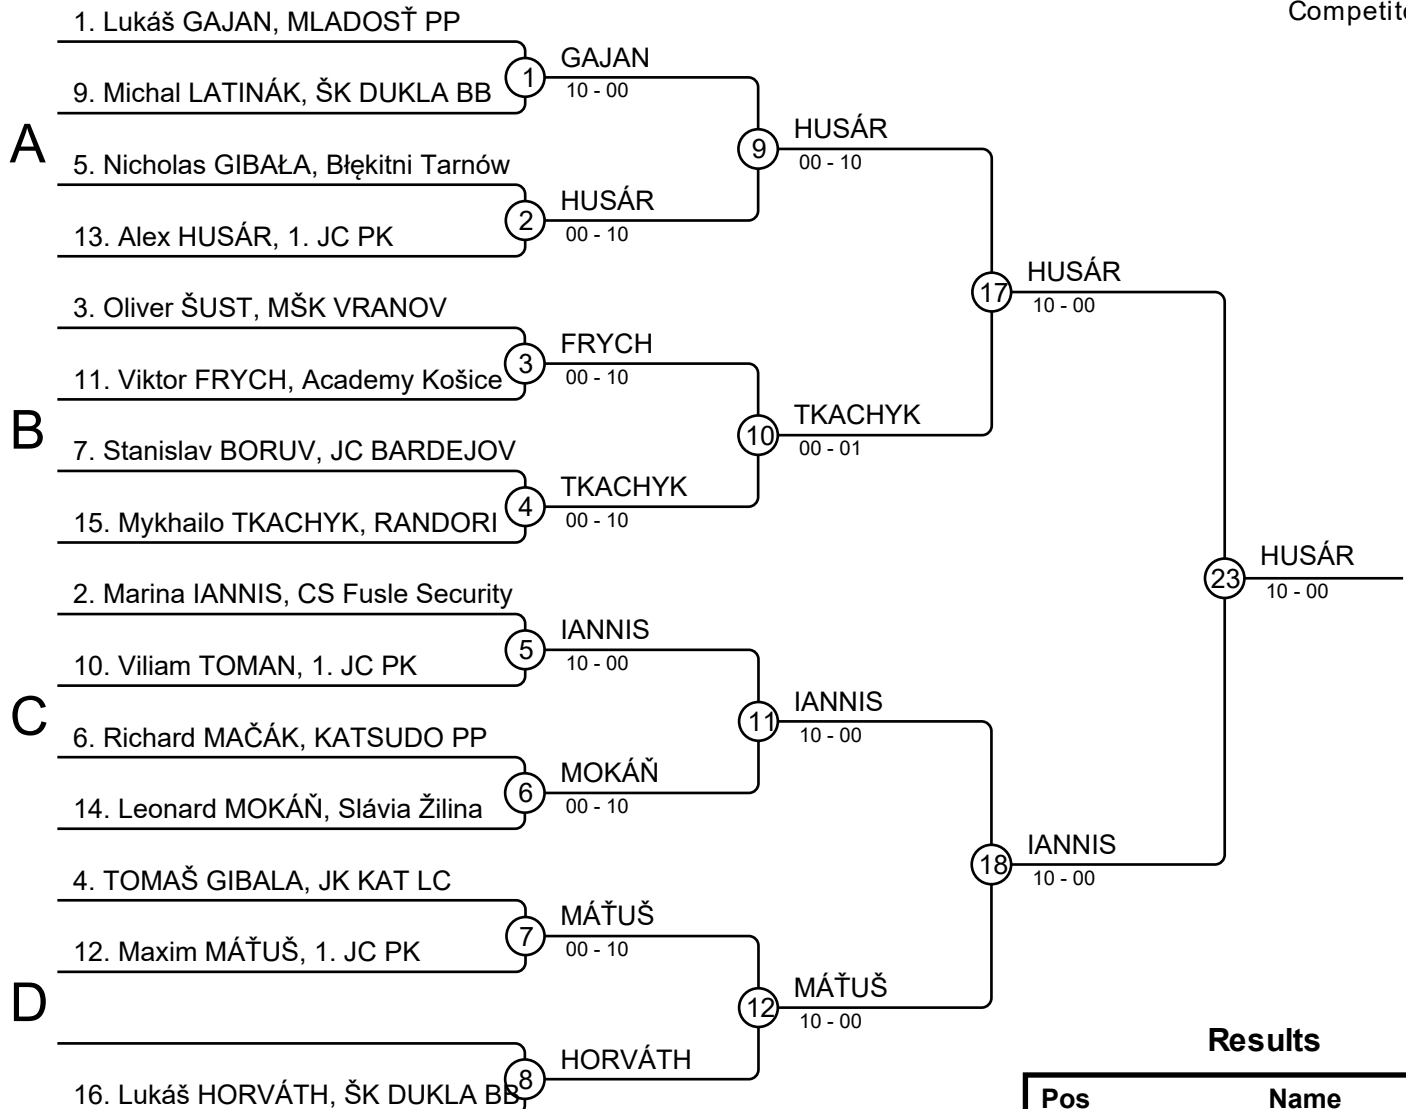 Competit
1. Lukáš GAJAN, MLADOSŤ PP
GAJAN
1
10 - 00
9. Michal LATINÁK, ŠK DUKLA BB
A
HUSÁR
9
00 - 10
5. Nicholas GIBAŁA, Błękitni Tarnów
HUSÁR
2
00 - 10
13. Alex HUSÁR, 1. JC PK
HUSÁR
17
10 - 00
3. Oliver ŠUST, MŠK VRANOV
FRYCH
3
00 - 10
11. Viktor FRYCH, Academy Košice
B
TKACHYK
10
00 - 01
7. Stanislav BORUV, JC BARDEJOV
TKACHYK
4
00 - 10
15. Mykhailo TKACHYK, RANDORI
HUSÁR
23
10 - 00
2. Marina IANNIS, CS Fusle Security
IANNIS
5
10 - 00
10. Viliam TOMAN, 1. JC PK
C
IANNIS
11
10 - 00
6. Richard MAČÁK, KATSUDO PP
MOKÁŇ
6
00 - 10
14. Leonard MOKÁŇ, Slávia Žilina
IANNIS
18
10 - 00
4. TOMAŠ GIBALA, JK KAT LC
MÁŤUŠ
7
00 - 10
12. Maxim MÁŤUŠ, 1. JC PK
D
MÁŤUŠ
12
10 - 00
HORVÁTH
8
16. Lukáš HORVÁTH, ŠK DUKLA BB
Results
Pos Name